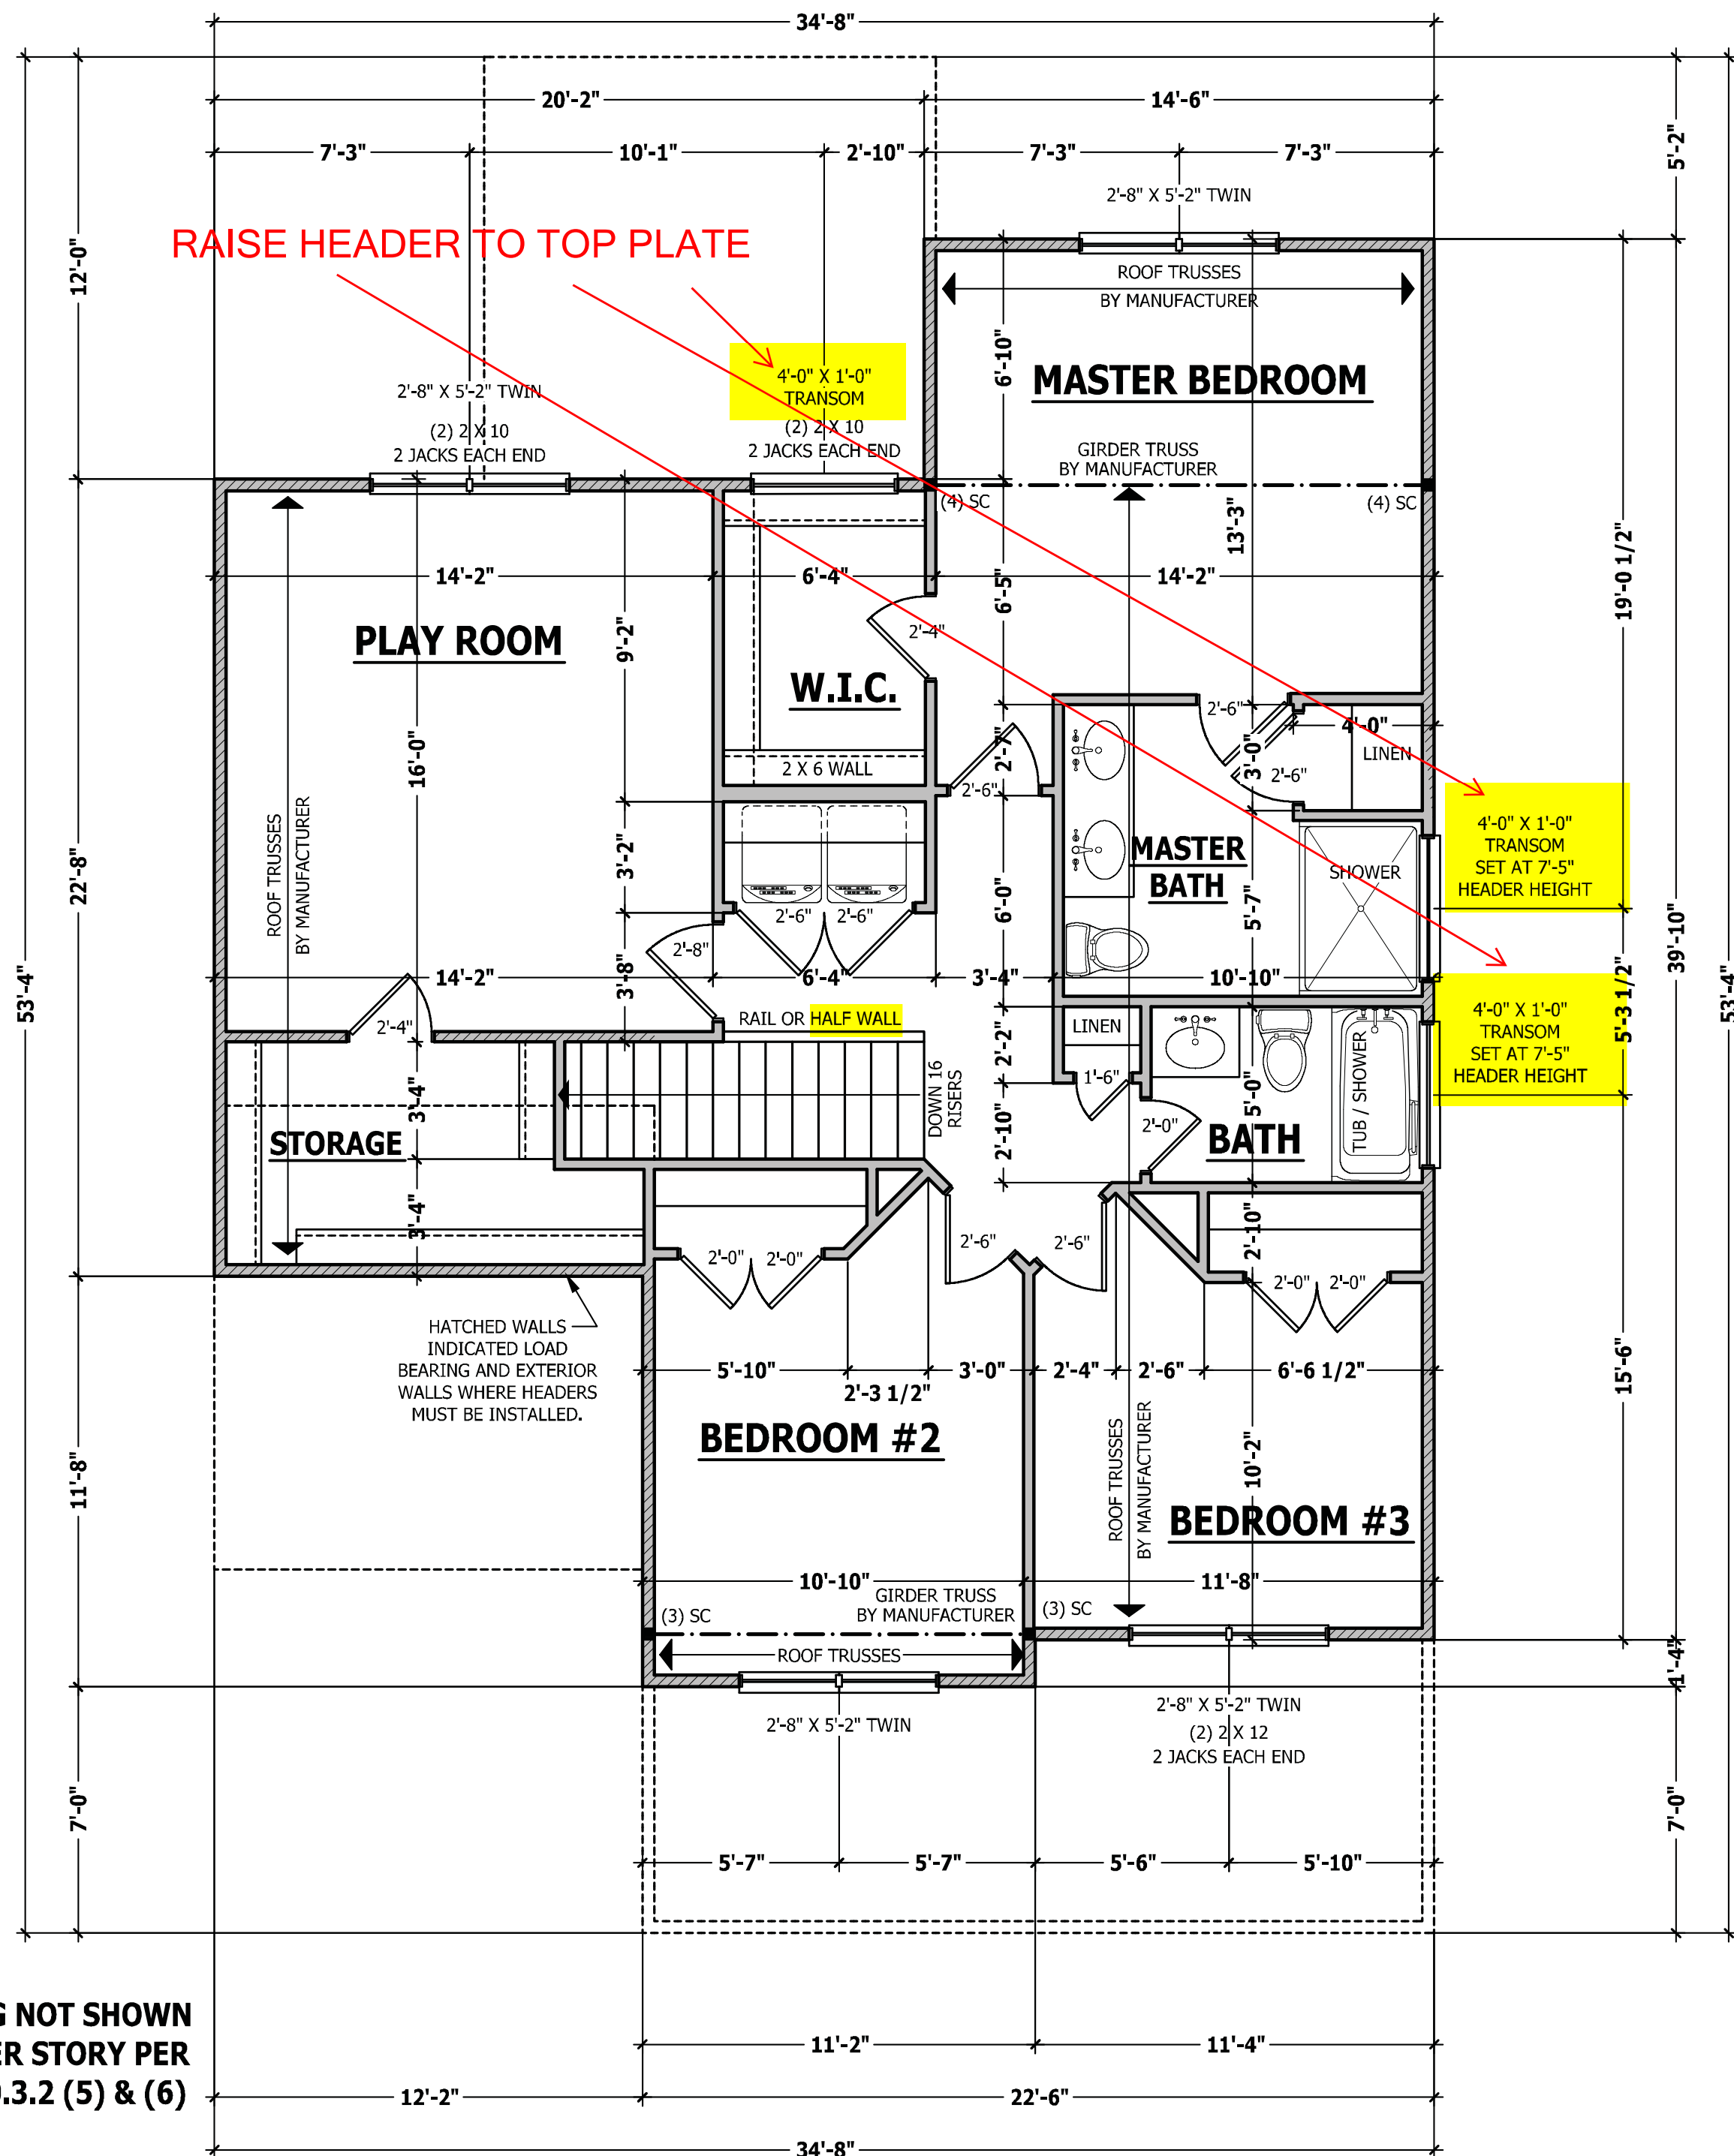 34'-8"
20'-2"
14'-6"
7'-3"
10'-1"
2'-10"
7'-3"
7'-3"
5'-2"
12'-0"
2'-8" X 5'-2" TWIN
RAISE HEADER TO TOP PLATE
ROOF TRUSSES
BY MANUFACTURER
6'-10"
MASTER BEDROOM
4'-0" X 1'-0"
TRANSOM
(2) 2 X 10
2 JACKS EACH END
2'-8" X 5'-2" TWIN
(2) 2 X 10
2 JACKS EACH END
GIRDER TRUSS
BY MANUFACTURER
(4) SC
(4) SC
13'-3"
19'-0 1/2"
14'-2"
6'-4"
6'-5"
14'-2"
PLAY ROOM
9'-2"
2'-4"
W.I.C.
16'-0"
2 X 6 WALL
2'-7"
2'-6"
2'-6"
3'-0"
4'-0"
LINEN
2'-6"
ROOF TRUSSES
BY MANUFACTURER
22'-8"
3'-2"
6'-0"
MASTER
BATH
SHOWER
5'-7"
4'-0" X 1'-0"
TRANSOM
SET AT 7'-5"
HEADER HEIGHT
2'-6"
2'-6"
2'-8"
39'-10"
53'-4"
53'-4"
14'-2"
3'-8"
6'-4"
3'-4"
10'-10"
5'-3 1/2"
4'-0" X 1'-0"
TRANSOM
SET AT 7'-5"
HEADER HEIGHT
2'-4"
RAIL OR HALF WALL
LINEN
2'-2"
1'-6"
3'-4"
DOWN 16
RISERS
2'-10"
2'-0"
5'-0"
BATH
TUB / SHOWER
STORAGE
3'-4"
2'-0"
2'-0"
2'-6"
2'-6"
2'-10"
2'-0"
2'-0"
HATCHED WALLS
INDICATED LOAD
BEARING AND EXTERIOR
WALLS WHERE HEADERS
MUST BE INSTALLED.
5'-10"
2'-3 1/2"
3'-0"
2'-4"
2'-6"
6'-6 1/2"
15'-6"
BEDROOM #2
11'-8"
ROOF TRUSSES
BY MANUFACTURER
10'-2"
BEDROOM #3
10'-10"
11'-8"
GIRDER TRUSS
BY MANUFACTURER
(3) SC
(3) SC
ROOF TRUSSES
1'-4"
2'-8" X 5'-2" TWIN
2'-8" X 5'-2" TWIN
(2) 2 X 12
2 JACKS EACH END
7'-0"
7'-0"
5'-7"
5'-7"
5'-6"
5'-10"
NOT SHOWN
ER STORY PER
.3.2 (5) & (6)
11'-2"
11'-4"
12'-2"
22'-6"
34'-8"